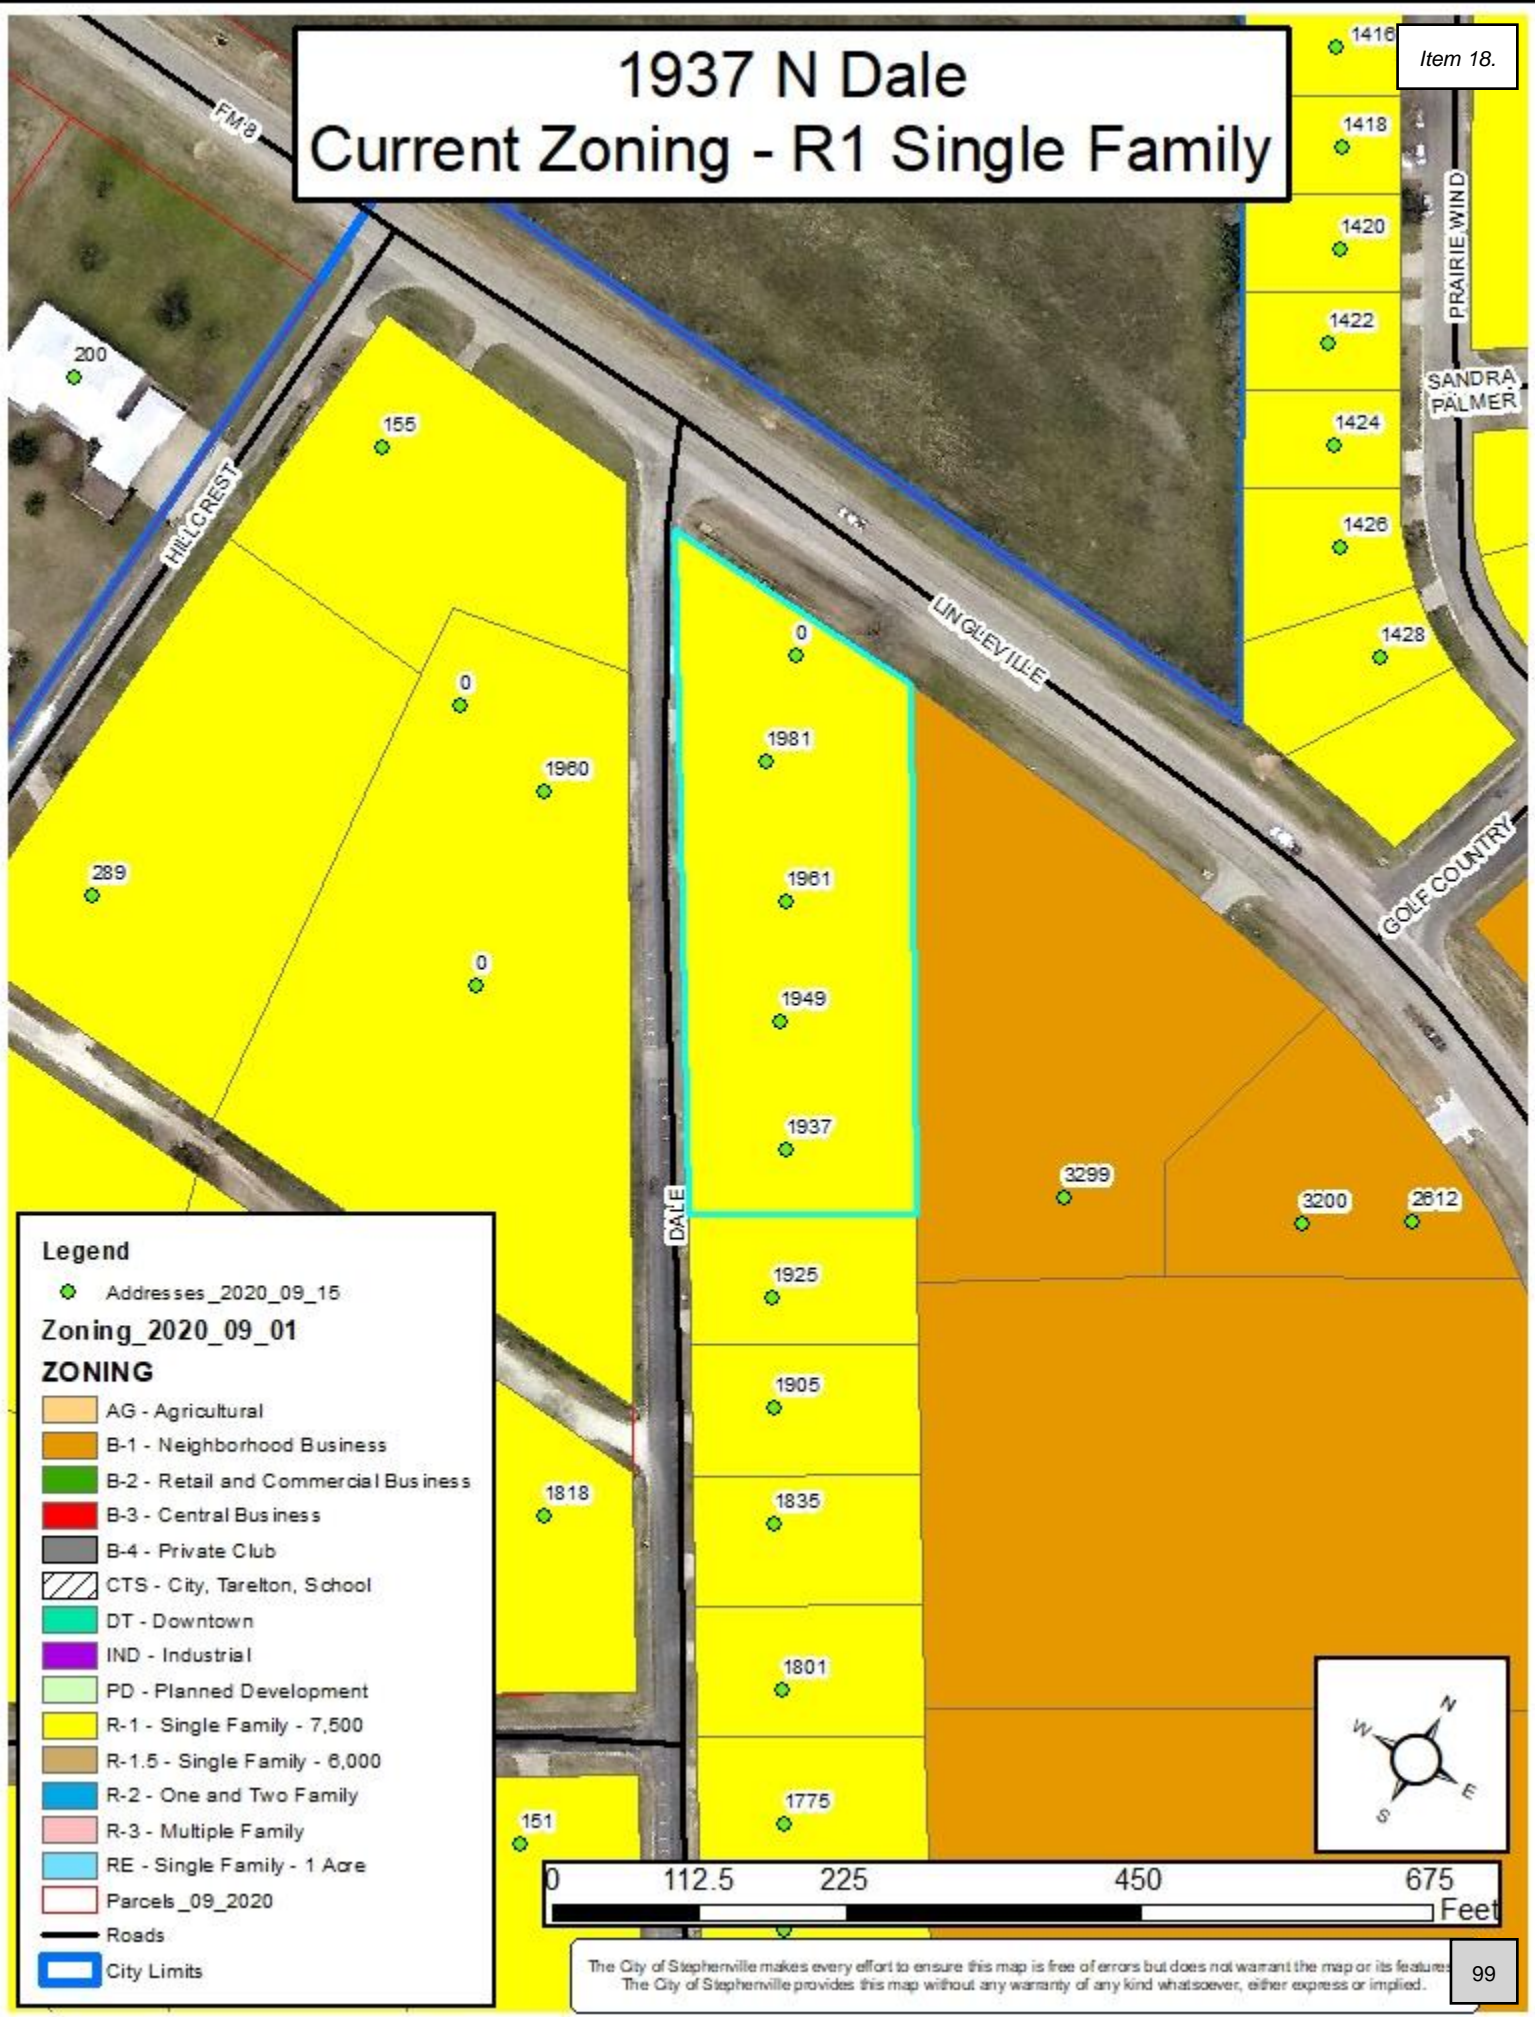 1937 N Dale
Current Zoning - R1 Single Family
Item 18.
FM 8
1416
1418
1420
1422
1424
1426
1428
PRAIRIE WIND
SANDRA
PALMER
200
155
HILLCREST
LINGLEVILLE
GOLF COUNTRY
0
0
1981
1960
1961
289
0
1949
1937
DALE
3299
3200
2612
1925
1905
1835
1818
1801
1775
151
Legend
Addresses_2020_09_15
Zoning_2020_09_01
ZONING
AG - Agricultural
B-1 - Neighborhood Business
B-2 - Retail and Commercial Business
B-3 - Central Business
B-4 - Private Club
CTS - City, Tarelton, School
DT - Downtown
IND - Industrial
PD - Planned Development
R-1 - Single Family - 7,500
R-1.5 - Single Family - 6,000
R-2 - One and Two Family
R-3 - Multiple Family
RE - Single Family - 1 Acre
Parcels_09_2020
Roads
City Limits
N
W
E
S
0 112.5 225 450 675
Feet
The City of Stephenville makes every effort to ensure this map is free of errors but does not warrant the map or its features
The City of Stephenville provides this map without any warranty of any kind whatsoever, either express or implied.
99